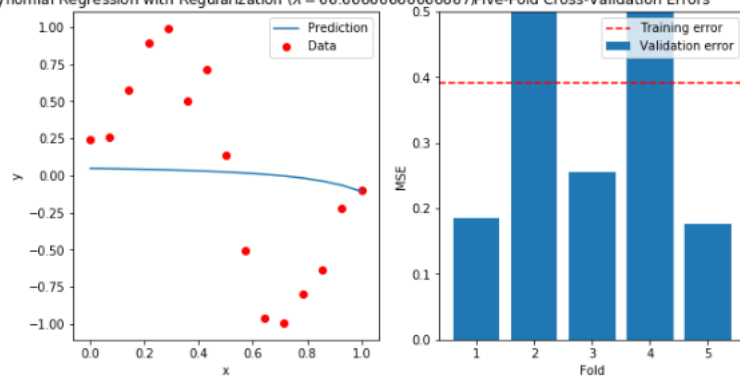 ynomial Regression with Regularization (λ = Five-Fold Cross-Validation Errors
1.00
0.75
0.50
0.25
0.00
−0.25
−0.50
−0.75
−1.00
y
0.0 0.2 0.4 0.6 0.8 1.0
x
Prediction
Data
0.5
0.4
0.3
0.2
0.1
0.0
MSE
1 2 3 4 5
Fold
Training error
Validation error